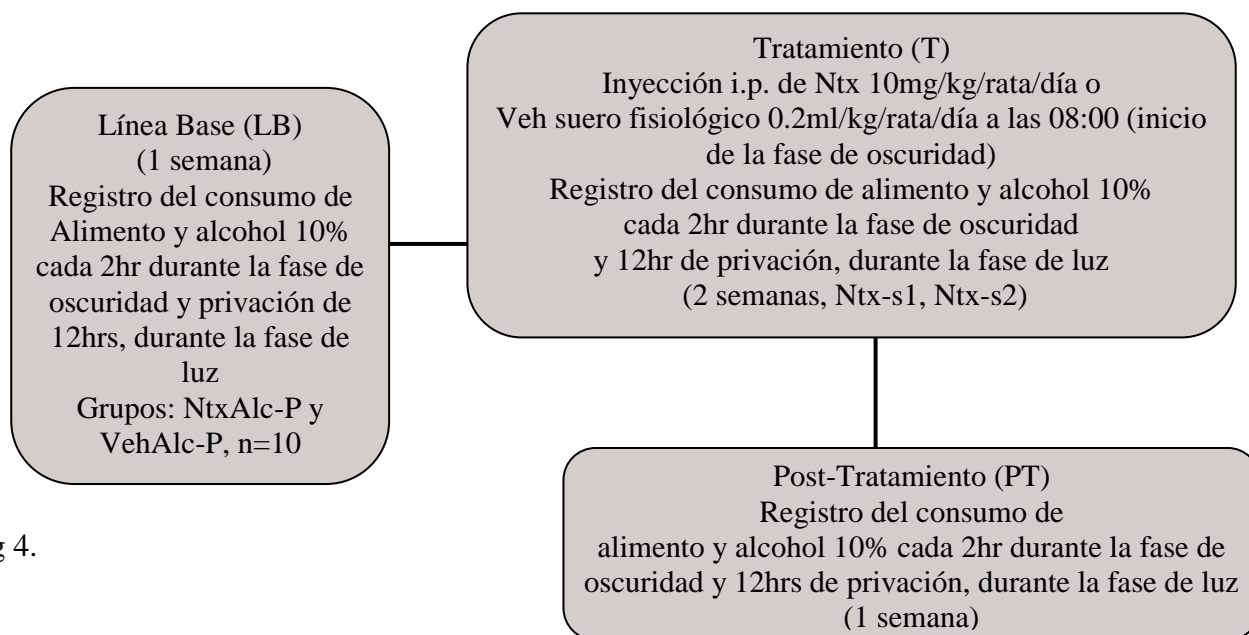 Línea Base (LB)
(1 semana)
Registro del consumo de
Alimento y alcohol 10%
cada 2hr durante la fase de
oscuridad y privación de
12hrs, durante la fase de
luz
Grupos: NtxAlc-P y
VehAlc-P, n=10
Tratamiento (T)
Inyección i.p. de Ntx 10mg/kg/rata/día o
Veh suero fisiológico 0.2ml/kg/rata/día a las 08:00 (inicio
de la fase de oscuridad)
Registro del consumo de alimento y alcohol 10%
cada 2hr durante la fase de oscuridad
y 12hr de privación, durante la fase de luz
(2 semanas, Ntx-s1, Ntx-s2)
Post-Tratamiento (PT)
Registro del consumo de
alimento y alcohol 10% cada 2hr durante la fase de
oscuridad y 12hrs de privación, durante la fase de luz
(1 semana)
g 4.